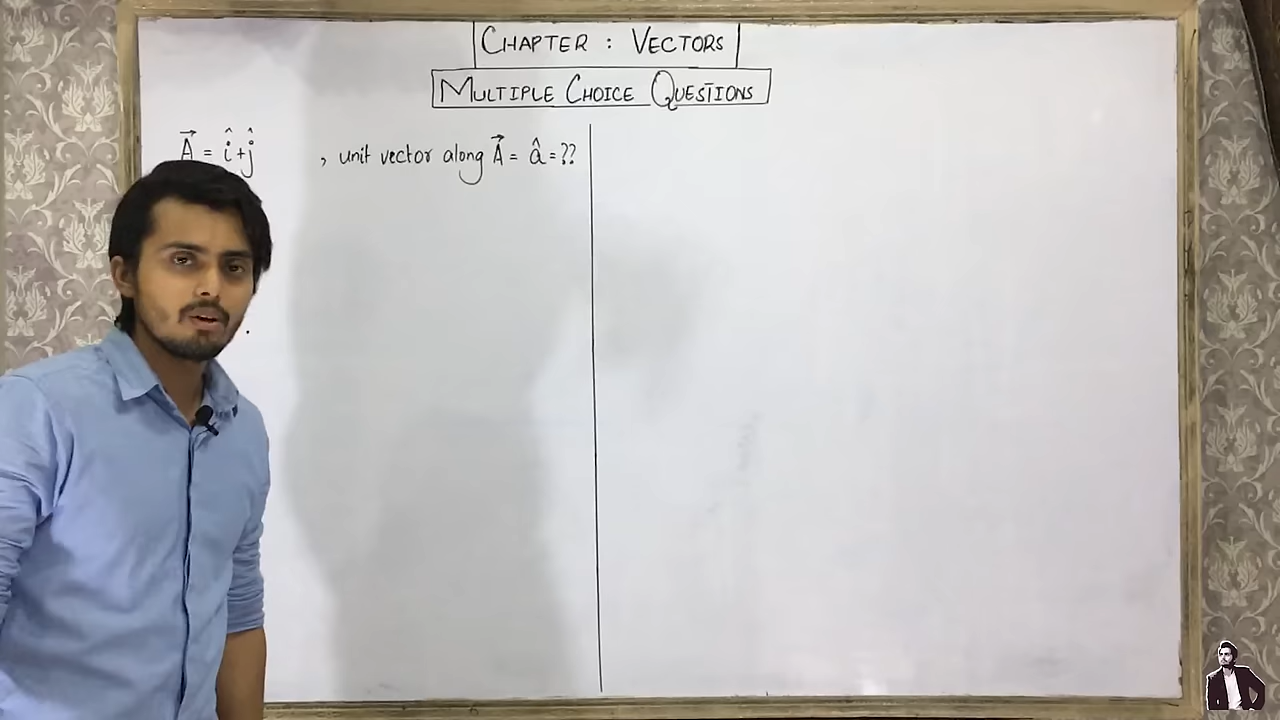 CHAPTER : VECTORS
MULTIPLE CHOICE QUESTIONS
A⃗ = î + ĵ , unit vector along A⃗ = â = ??